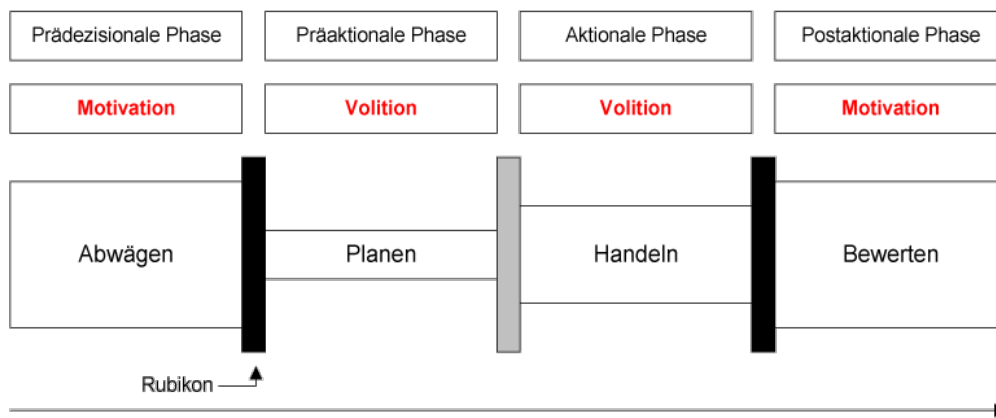 Prädezisionale Phase
Präaktionale Phase
Aktionale Phase
Postaktionale Phase
Motivation
Volition
Volition
Motivation
Abwägen
Planen
Handeln
Bewerten
Rubikon